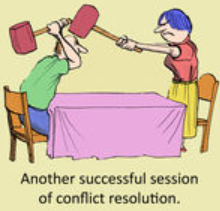 Another successful session
of conflict resolution.